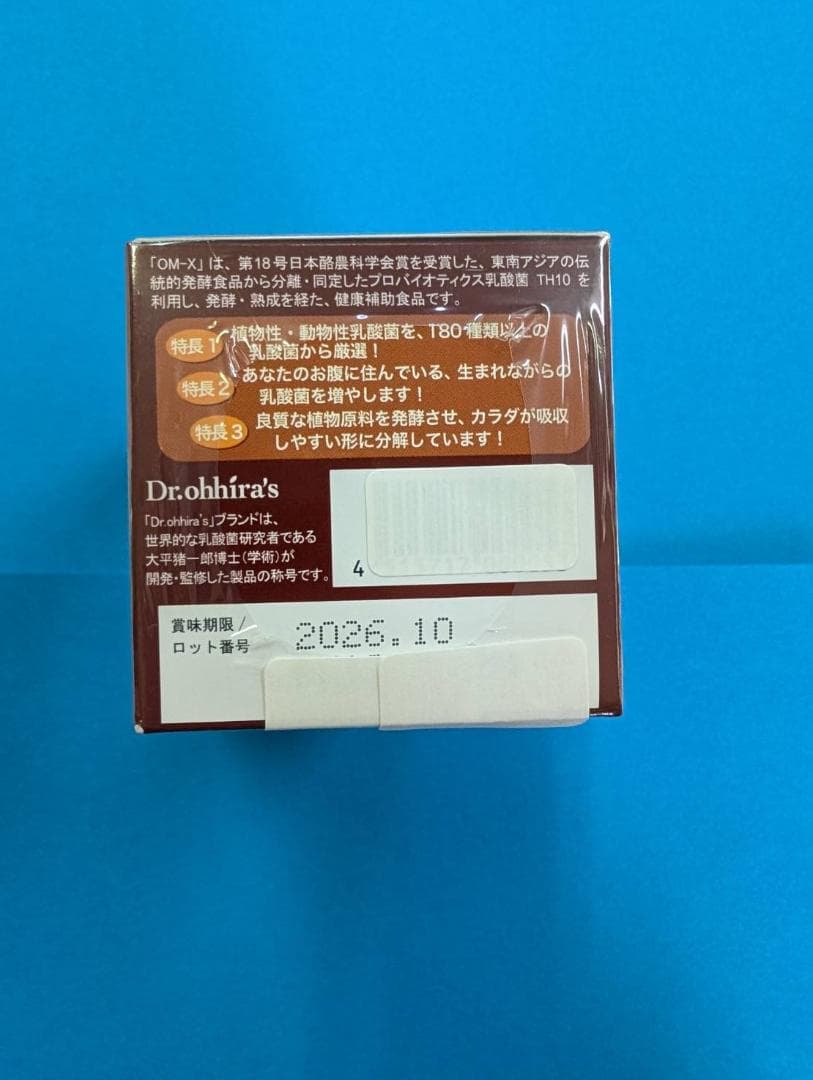 「OM-X」は、第18号日本酪農科学会賞を受賞した、東南アジアの伝
統的発酵食品から分離・同定したプロバイオティクス乳酸菌 TH10 を
利用し、発酵・熟成を経た、健康補助食品です。
特長1 植物性・動物性乳酸菌を、180種類以上の
乳酸菌から厳選！
特長2 あなたのお腹に住んでいる、生まれながらの
乳酸菌を増やします！
特長3 良質な植物原料を発酵させ、カラダが吸収
しやすい形に分解しています！
Dr.ohhira's
「Dr.ohhira's」ブランドは、
世界的な乳酸菌研究者である
大平猪一郎博士（学術）が
開発・監修した製品の称号です。
4
賞味期限/
ロット番号
2026.10